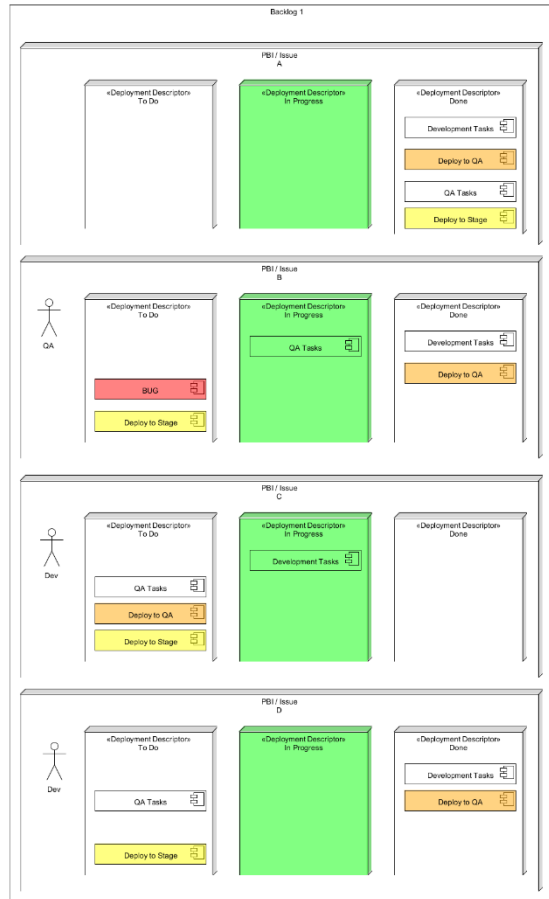 Backlog 1
PBI / Issue
A
«Deployment Descriptor»
To Do
«Deployment Descriptor»
In Progress
«Deployment Descriptor»
Done
Development Tasks
Deploy to QA
QA Tasks
Deploy to Stage
PBI / Issue
B
QA
«Deployment Descriptor»
To Do
BUG
Deploy to Stage
«Deployment Descriptor»
In Progress
QA Tasks
«Deployment Descriptor»
Done
Development Tasks
Deploy to QA
PBI / Issue
C
Dev
«Deployment Descriptor»
To Do
QA Tasks
Deploy to QA
Deploy to Stage
«Deployment Descriptor»
In Progress
Development Tasks
«Deployment Descriptor»
Done
PBI / Issue
D
Dev
«Deployment Descriptor»
To Do
QA Tasks
Deploy to Stage
«Deployment Descriptor»
In Progress
«Deployment Descriptor»
Done
Development Tasks
Deploy to QA